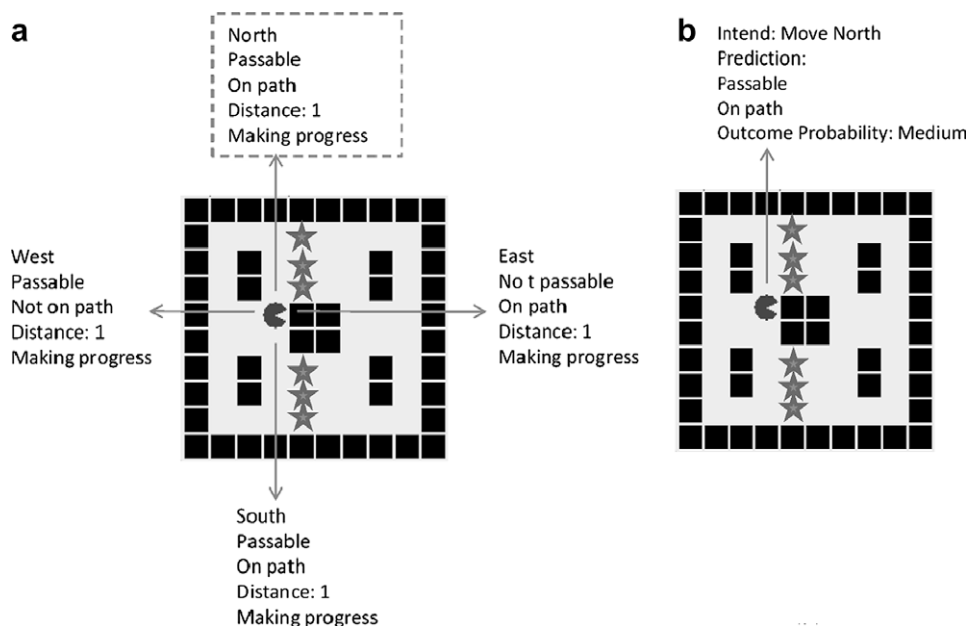 a
North
Passable
On path
Distance: 1
Making progress
West
Passable
Not on path
Distance: 1
Making progress
East
No t passable
On path
Distance: 1
Making progress
South
Passable
On path
Distance: 1
Making progress
b
Intend: Move North
Prediction:
Passable
On path
Outcome Probability: Medium